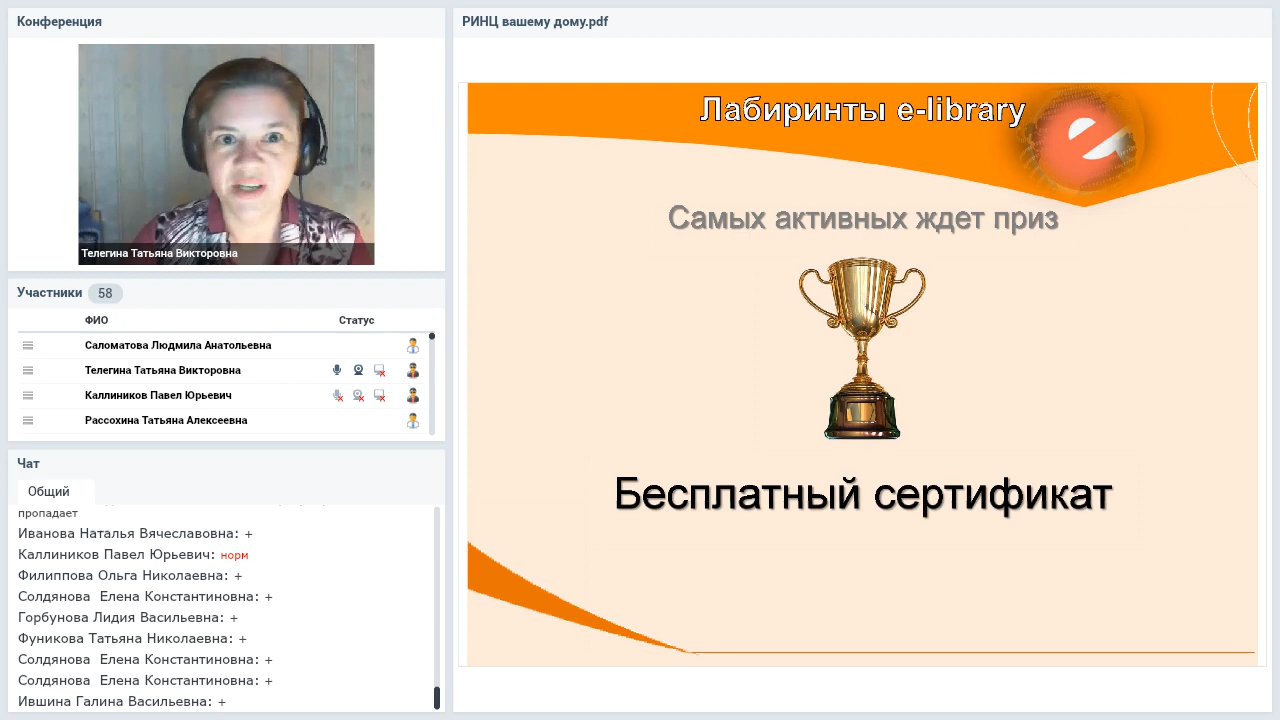 Конференция
Телегина Татьяна Викторовна
Участники 58
ФИО Статус
Саломатова Людмила Анатольевна
Телегина Татьяна Викторовна
Каллиников Павел Юрьевич
Рассохина Татьяна Алексеевна
Чат
Общий
пропадает
Иванова Наталья Вячеславовна: +
Каллиников Павел Юрьевич: норм
Филиппова Ольга Николаевна: +
Солдянова Елена Константиновна: +
Горбунова Лидия Васильевна: +
Фуникова Татьяна Николаевна: +
Солдянова Елена Константиновна: +
Солдянова Елена Константиновна: +
Ившина Галина Васильевна: +
РИНЦ вашему дому.pdf
Лабиринты e-library
e
Самых активных ждет приз
Бесплатный сертификат